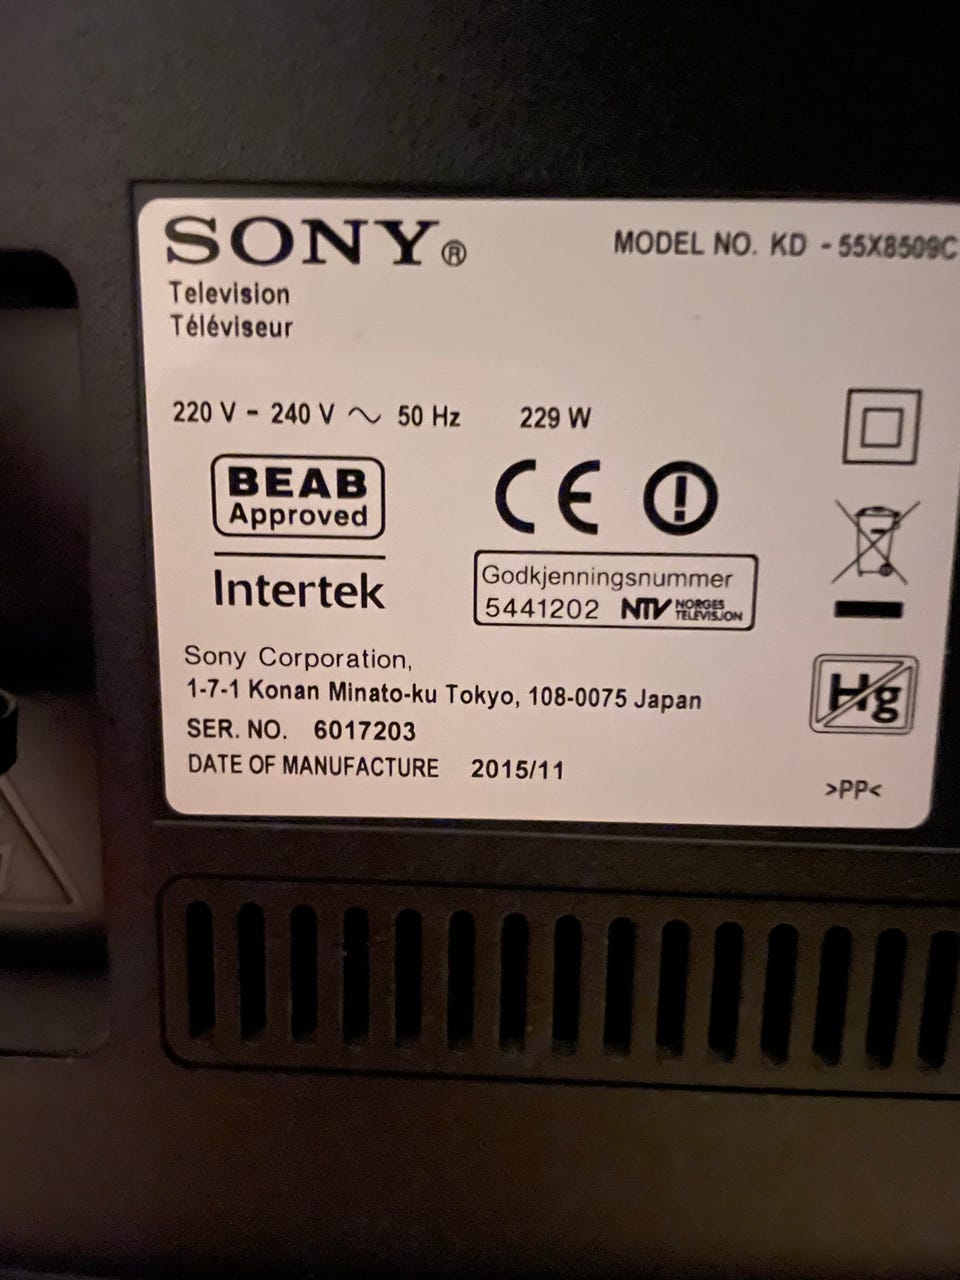 SONY®
MODEL NO. KD - 55X8509C
Television
Téléviseur
220 V - 240 V ~ 50 Hz 229 W
BEAB
Approved
Intertek
CE
Godkjenningsnummer
5441202 NTV NORGES TELEVISJON
Hg
Sony Corporation,
1-7-1 Konan Minato-ku Tokyo, 108-0075 Japan
SER. NO. 6017203
DATE OF MANUFACTURE 2015/11
>PP<